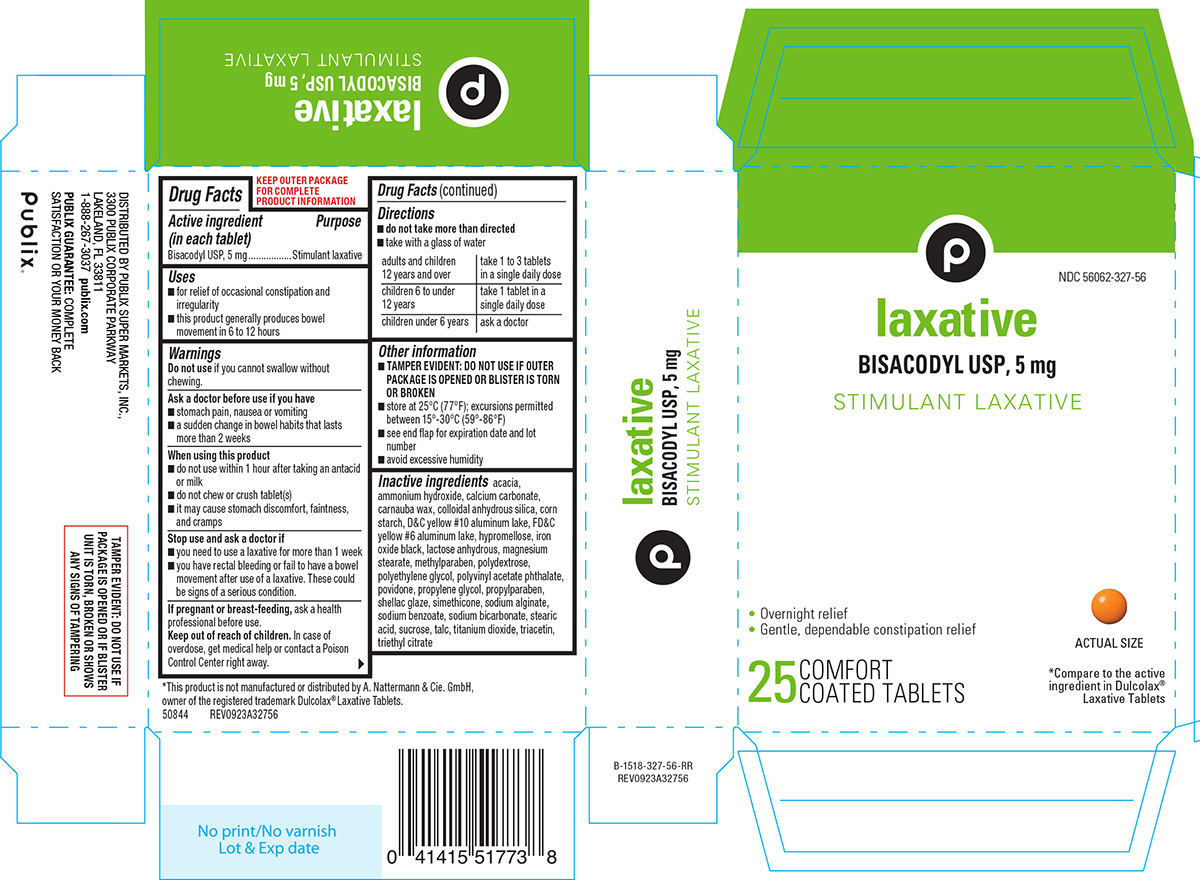 laxative
BISACODYL USP, 5 mg
STIMULANT LAXATIVE
p
DISTRIBUTED BY PUBLIX SUPER MARKETS, INC.,
3300 PUBLIX CORPORATE PARKWAY
LAKELAND, FL 33811
1-888-267-3037 publix.com
PUBLIX GUARANTEE: COMPLETE
SATISFACTION OR YOUR MONEY BACK
Publix.
TAMPER EVIDENT: DO NOT USE IF
PACKAGE IS OPENED OR IF BLISTER
UNIT IS TORN, BROKEN OR SHOWS
ANY SIGNS OF TAMPERING
Drug Facts
KEEP OUTER PACKAGE
FOR COMPLETE
PRODUCT INFORMATION
Active ingredient Purpose
(in each tablet)
Bisacodyl USP, 5 mg.................Stimulant laxative
Uses
■ for relief of occasional constipation and
irregularity
■ this product generally produces bowel
movement in 6 to 12 hours
Warnings
Do not use if you cannot swallow without
chewing.
Ask a doctor before use if you have
■ stomach pain, nausea or vomiting
■ a sudden change in bowel habits that lasts
more than 2 weeks
When using this product
■ do not use within 1 hour after taking an antacid
or milk
■ do not chew or crush tablet(s)
■ it may cause stomach discomfort, faintness,
and cramps
Stop use and ask a doctor if
■ you need to use a laxative for more than 1 week
■ you have rectal bleeding or fail to have a bowel
movement after use of a laxative. These could
be signs of a serious condition.
If pregnant or breast-feeding, ask a health
professional before use.
Keep out of reach of children. In case of
overdose, get medical help or contact a Poison
Control Center right away.
Drug Facts (continued)
Directions
■ do not take more than directed
■ take with a glass of water
adults and children take 1 to 3 tablets
12 years and over in a single daily dose
children 6 to under take 1 tablet in a
12 years single daily dose
children under 6 years ask a doctor
Other information
■ TAMPER EVIDENT: DO NOT USE IF OUTER
PACKAGE IS OPENED OR BLISTER IS TORN
OR BROKEN
■ store at 25°C (77°F); excursions permitted
between 15°-30°C (59°-86°F)
■ see end flap for expiration date and lot
number
■ avoid excessive humidity
Inactive ingredients acacia,
ammonium hydroxide, calcium carbonate,
carnauba wax, colloidal anhydrous silica, corn
starch, D&C yellow #10 aluminum lake, FD&C
yellow #6 aluminum lake, hypromellose, iron
oxide black, lactose anhydrous, magnesium
stearate, methylparaben, polydextrose,
polyethylene glycol, polyvinyl acetate phthalate,
povidone, propylene glycol, propylparaben,
shellac glaze, simethicone, sodium alginate,
sodium benzoate, sodium bicarbonate, stearic
acid, sucrose, talc, titanium dioxide, triacetin,
triethyl citrate
*This product is not manufactured or distributed by A. Nattermann & Cie. GmbH,
owner of the registered trademark Dulcolax® Laxative Tablets.
50844 REV0923A32756
No print/No varnish
Lot & Exp date
0 41415 51773 8
laxative
BISACODYL USP, 5 mg
STIMULANT LAXATIVE
p
B-1518-327-56-RR
REV0923A32756
p
NDC 56062-327-56
laxative
BISACODYL USP, 5 mg
STIMULANT LAXATIVE
• Overnight relief
• Gentle, dependable constipation relief
25 COMFORT
COATED TABLETS
ACTUAL SIZE
*Compare to the active
ingredient in Dulcolax®
Laxative Tablets